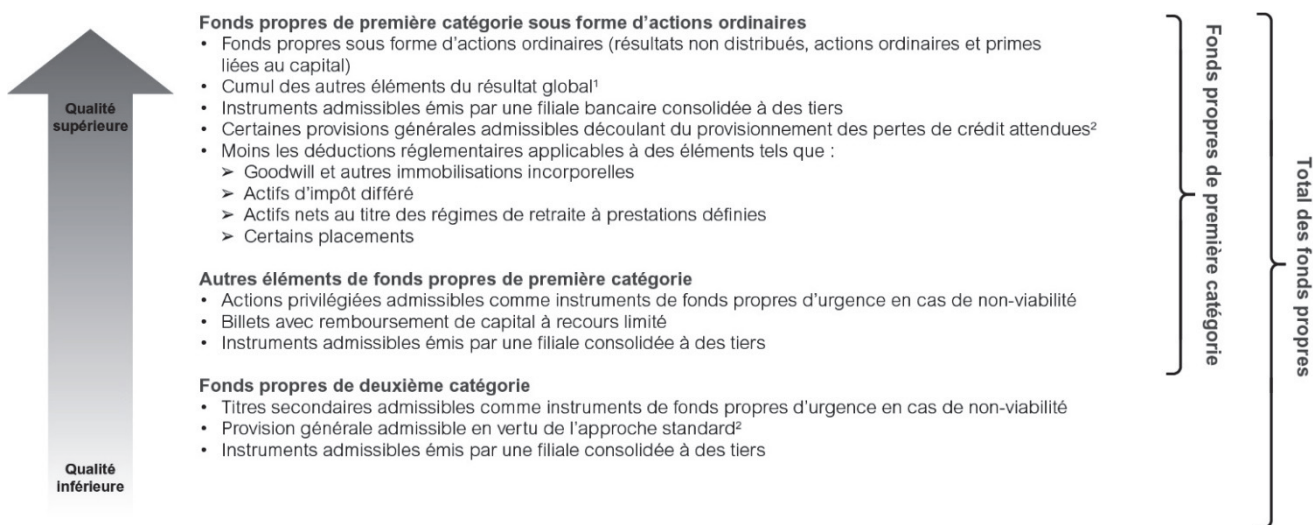 Qualité
supérieure
Qualité
inférieure
Fonds propres de première catégorie sous forme d’actions ordinaires
• Fonds propres sous forme d’actions ordinaires (résultats non distribués, actions ordinaires et primes
liées au capital)
• Cumul des autres éléments du résultat global¹
• Instruments admissibles émis par une filiale bancaire consolidée à des tiers
• Certaines provisions générales admissibles découlant du provisionnement des pertes de crédit attendues²
• Moins les déductions réglementaires applicables à des éléments tels que :
➢ Goodwill et autres immobilisations incorporelles
➢ Actifs d’impôt différé
➢ Actifs nets au titre des régimes de retraite à prestations définies
➢ Certains placements
Autres éléments de fonds propres de première catégorie
• Actions privilégiées admissibles comme instruments de fonds propres d’urgence en cas de non-viabilité
• Billets avec remboursement de capital à recours limité
• Instruments admissibles émis par une filiale consolidée à des tiers
Fonds propres de deuxième catégorie
• Titres secondaires admissibles comme instruments de fonds propres d’urgence en cas de non-viabilité
• Provision générale admissible en vertu de l’approche standard²
• Instruments admissibles émis par une filiale consolidée à des tiers
Fonds propres de première catégorie
Total des fonds propres